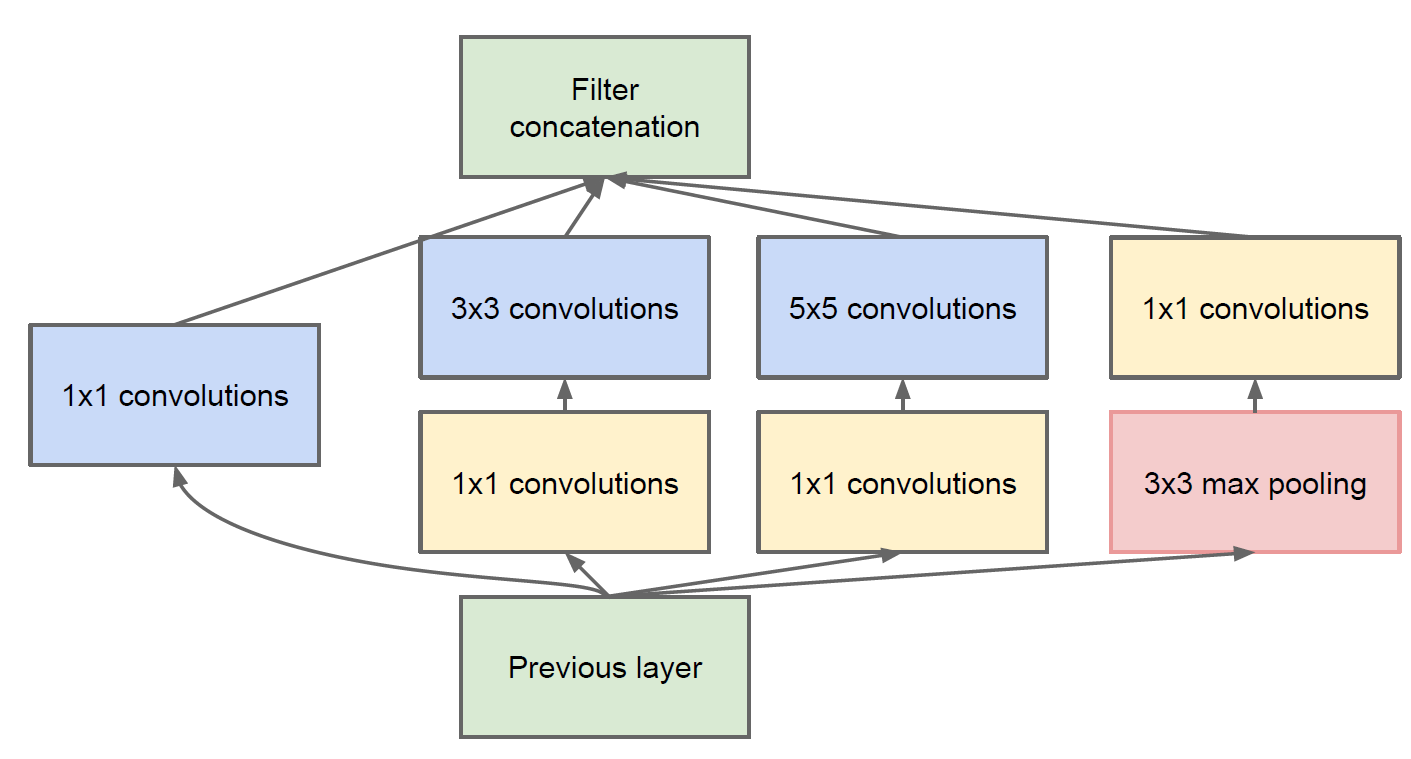 Filter
concatenation
3x3 convolutions
5x5 convolutions
1x1 convolutions
1x1 convolutions
1x1 convolutions
1x1 convolutions
3x3 max pooling
Previous layer